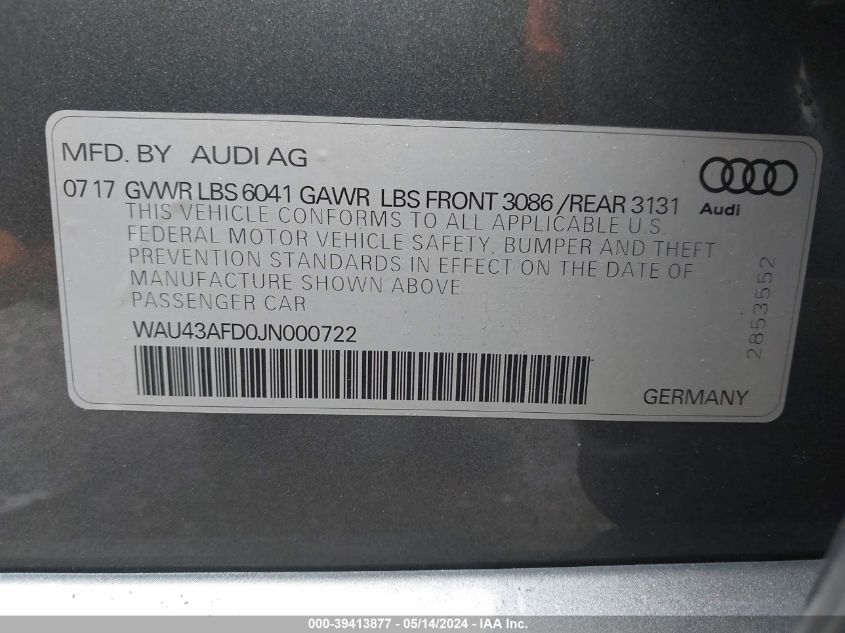 MFD. BY AUDI AG
07 17 GVWR LBS 6041 GAWR LBS FRONT 3086 /REAR 3131
THIS VEHICLE CONFORMS TO ALL APPLICABLE U.S.
FEDERAL MOTOR VEHICLE SAFETY, BUMPER AND THEFT
PREVENTION STANDARDS IN EFFECT ON THE DATE OF
MANUFACTURE SHOWN ABOVE
PASSENGER CAR
WAU43AFD0JN000722
Audi
2853552
GERMANY
000-39413877 - 05/14/2024 - IAA Inc.